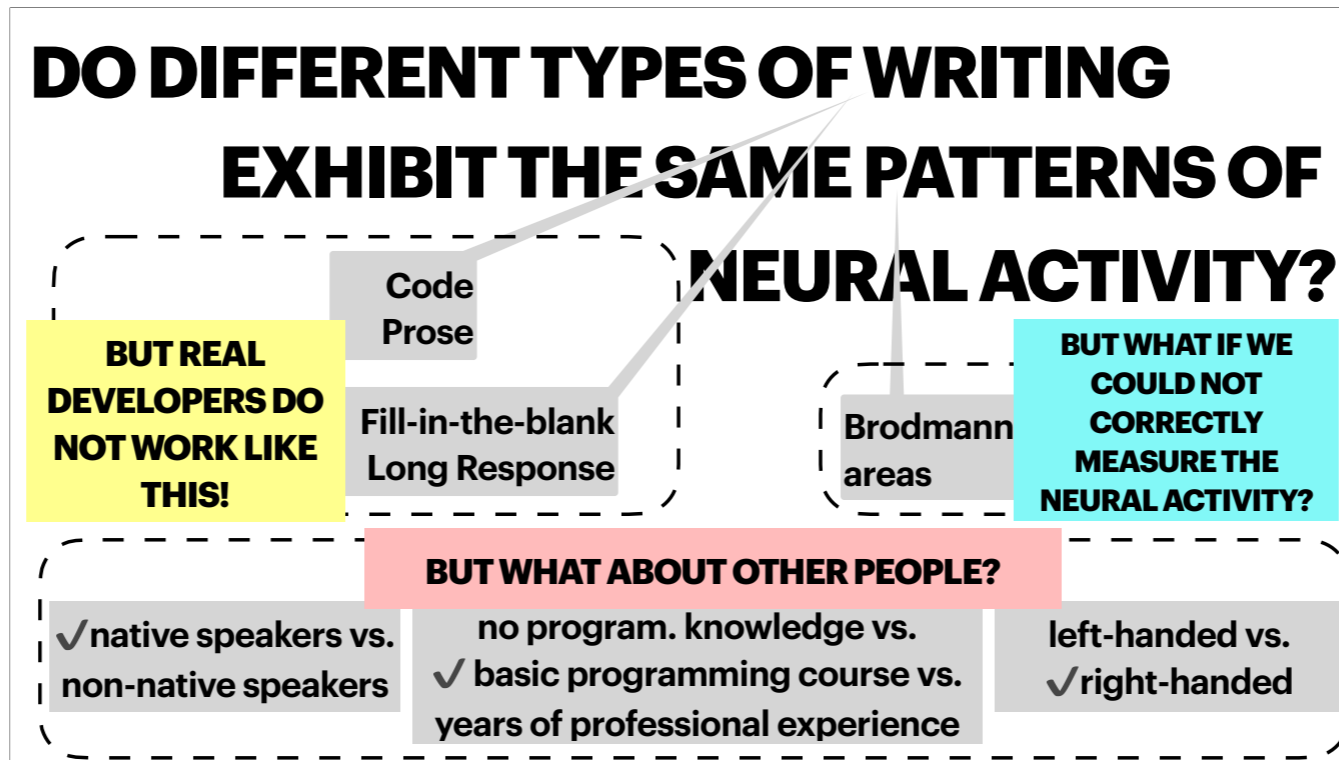 DO DIFFERENT TYPES OF WRITING
EXHIBIT THE SAME PATTERNS OF
NEURAL ACTIVITY?
Code
Prose
Fill-in-the-blank
Long Response
BUT REAL
DEVELOPERS DO
NOT WORK LIKE
THIS!
Brodmann
areas
BUT WHAT IF WE
COULD NOT
CORRECTLY
MEASURE THE
NEURAL ACTIVITY?
BUT WHAT ABOUT OTHER PEOPLE?
✓native speakers vs.
non-native speakers
no program. knowledge vs.
✓ basic programming course vs.
years of professional experience
left-handed vs.
✓right-handed